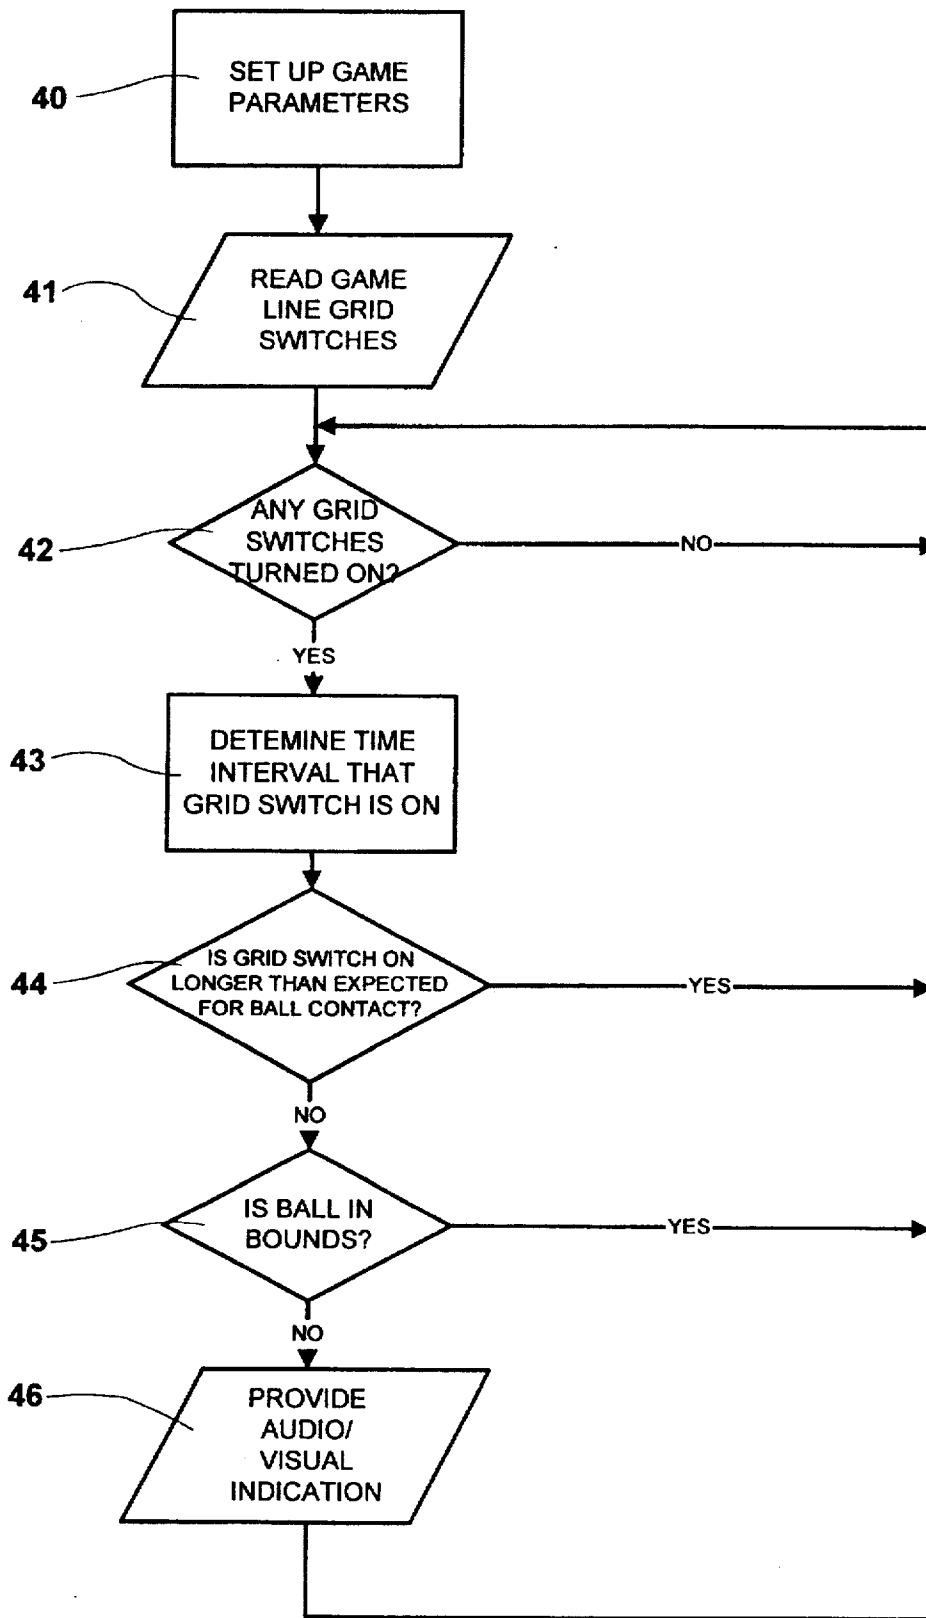 40
SET UP GAME
PARAMETERS
41
READ GAME
LINE GRID
SWITCHES
42
ANY GRID
SWITCHES
TURNED ON?
NO
YES
43
DETEMINE TIME
INTERVAL THAT
GRID SWITCH IS ON
44
IS GRID SWITCH ON
LONGER THAN EXPECTED
FOR BALL CONTACT?
YES
NO
45
IS BALL IN
BOUNDS?
YES
NO
46
PROVIDE
AUDIO/
VISUAL
INDICATION